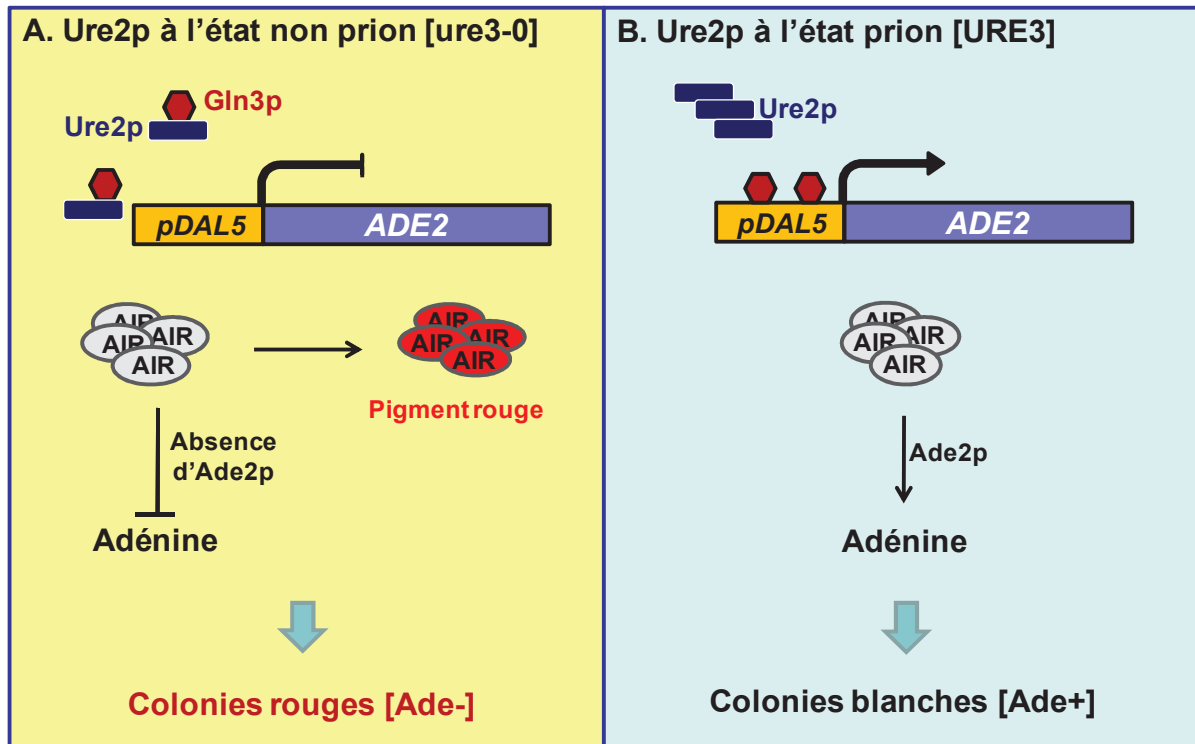 A. Ure2p à l'état non prion [ure3-0]
Gln3p
Ure2p
pDAL5
ADE2
AIR
AIR
AIR
AIR
AIR
AIR
AIR
AIR
Pigment rouge
Absence
d'Ade2p
Adénine
Colonies rouges [Ade-]
B. Ure2p à l'état prion [URE3]
Ure2p
pDAL5
ADE2
AIR
AIR
AIR
AIR
Ade2p
Adénine
Colonies blanches [Ade+]